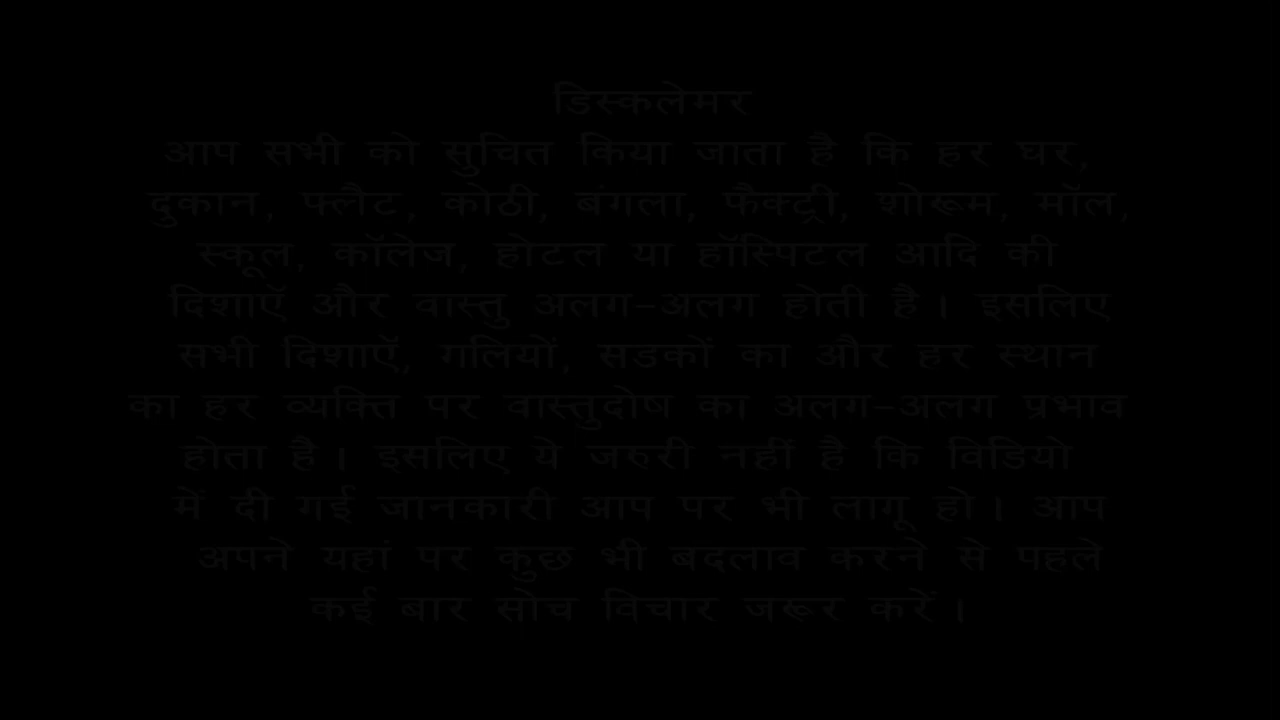 डिस्कलेमर
आप सभी को सुचित किया जाता है कि हर घर,
दुकान, फ्लैट, कोठी, बंगला, फैक्ट्री, शोरूम, मॉल,
स्कूल, कॉलेज, होटल या हॉस्पिटल आदि की
दिशाएँ और वास्तु अलग–अलग होती है। इसलिए
सभी दिशाएँ, गलियों, सडकों का और हर स्थान
का हर व्यक्ति पर वास्तुदोष का अलग–अलग प्रभाव
होता है। इसलिए ये जरुरी नहीं है कि विडियो
में दी गई जानकारी आप पर भी लागू हो। आप
अपने यहां पर कुछ भी बदलाव करने से पहले
कई बार सोच विचार जरूर करें।